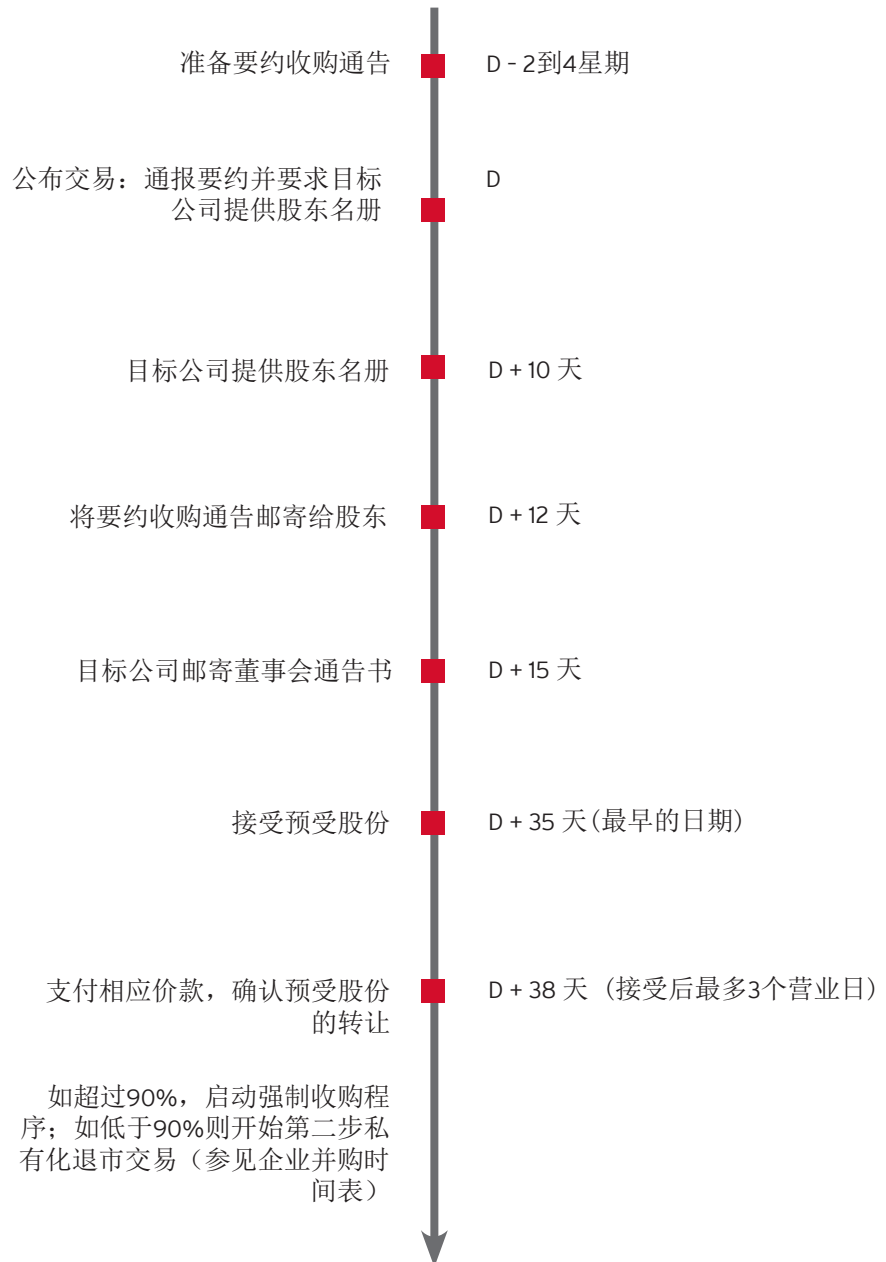 准备要约收购通告
D - 2到4星期
公布交易：通报要约并要求目标
公司提供股东名册
D
目标公司提供股东名册
D + 10 天
将要约收购通告邮寄给股东
D + 12 天
目标公司邮寄董事会通告书
D + 15 天
接受预受股份
D + 35 天（最早的日期）
支付相应价款，确认预受股份
的转让
D + 38 天（接受后最多3个营业日）
如超过90%，启动强制收购程
序；如低于90%则开始第二步私
有化退市交易（参见企业并购时
间表）